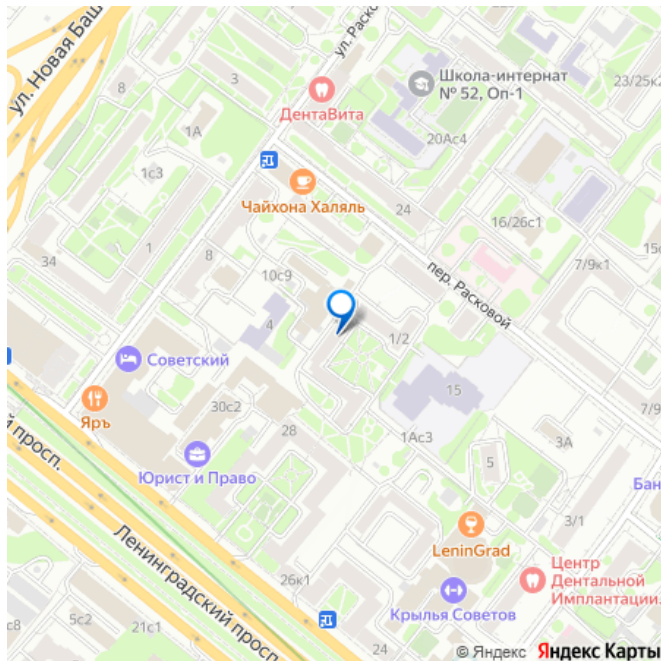 ул. Новая Баш
ул. Раско
8
3
ДентаВита
Школа-интернат
№ 52, Оп-1
23/25к2
1А
20Ас4
1с3
Чайхона Халяль
24
16/26с1
15с
34
1
8
10с9
пер. Расковой
7/9к1
4
1/2
Советский
15
Яръ
30с2
7/9
й просп.
28
1Ас3
3А
Юрист и Право
5
Бан
LeninGrad
3/1
Ленинградский просп.
26к1
Центр
Дентальной
Имплантации.
Крылья Советов
5с2
с8
21с1
24
© Яндекс
Яндекс Карты